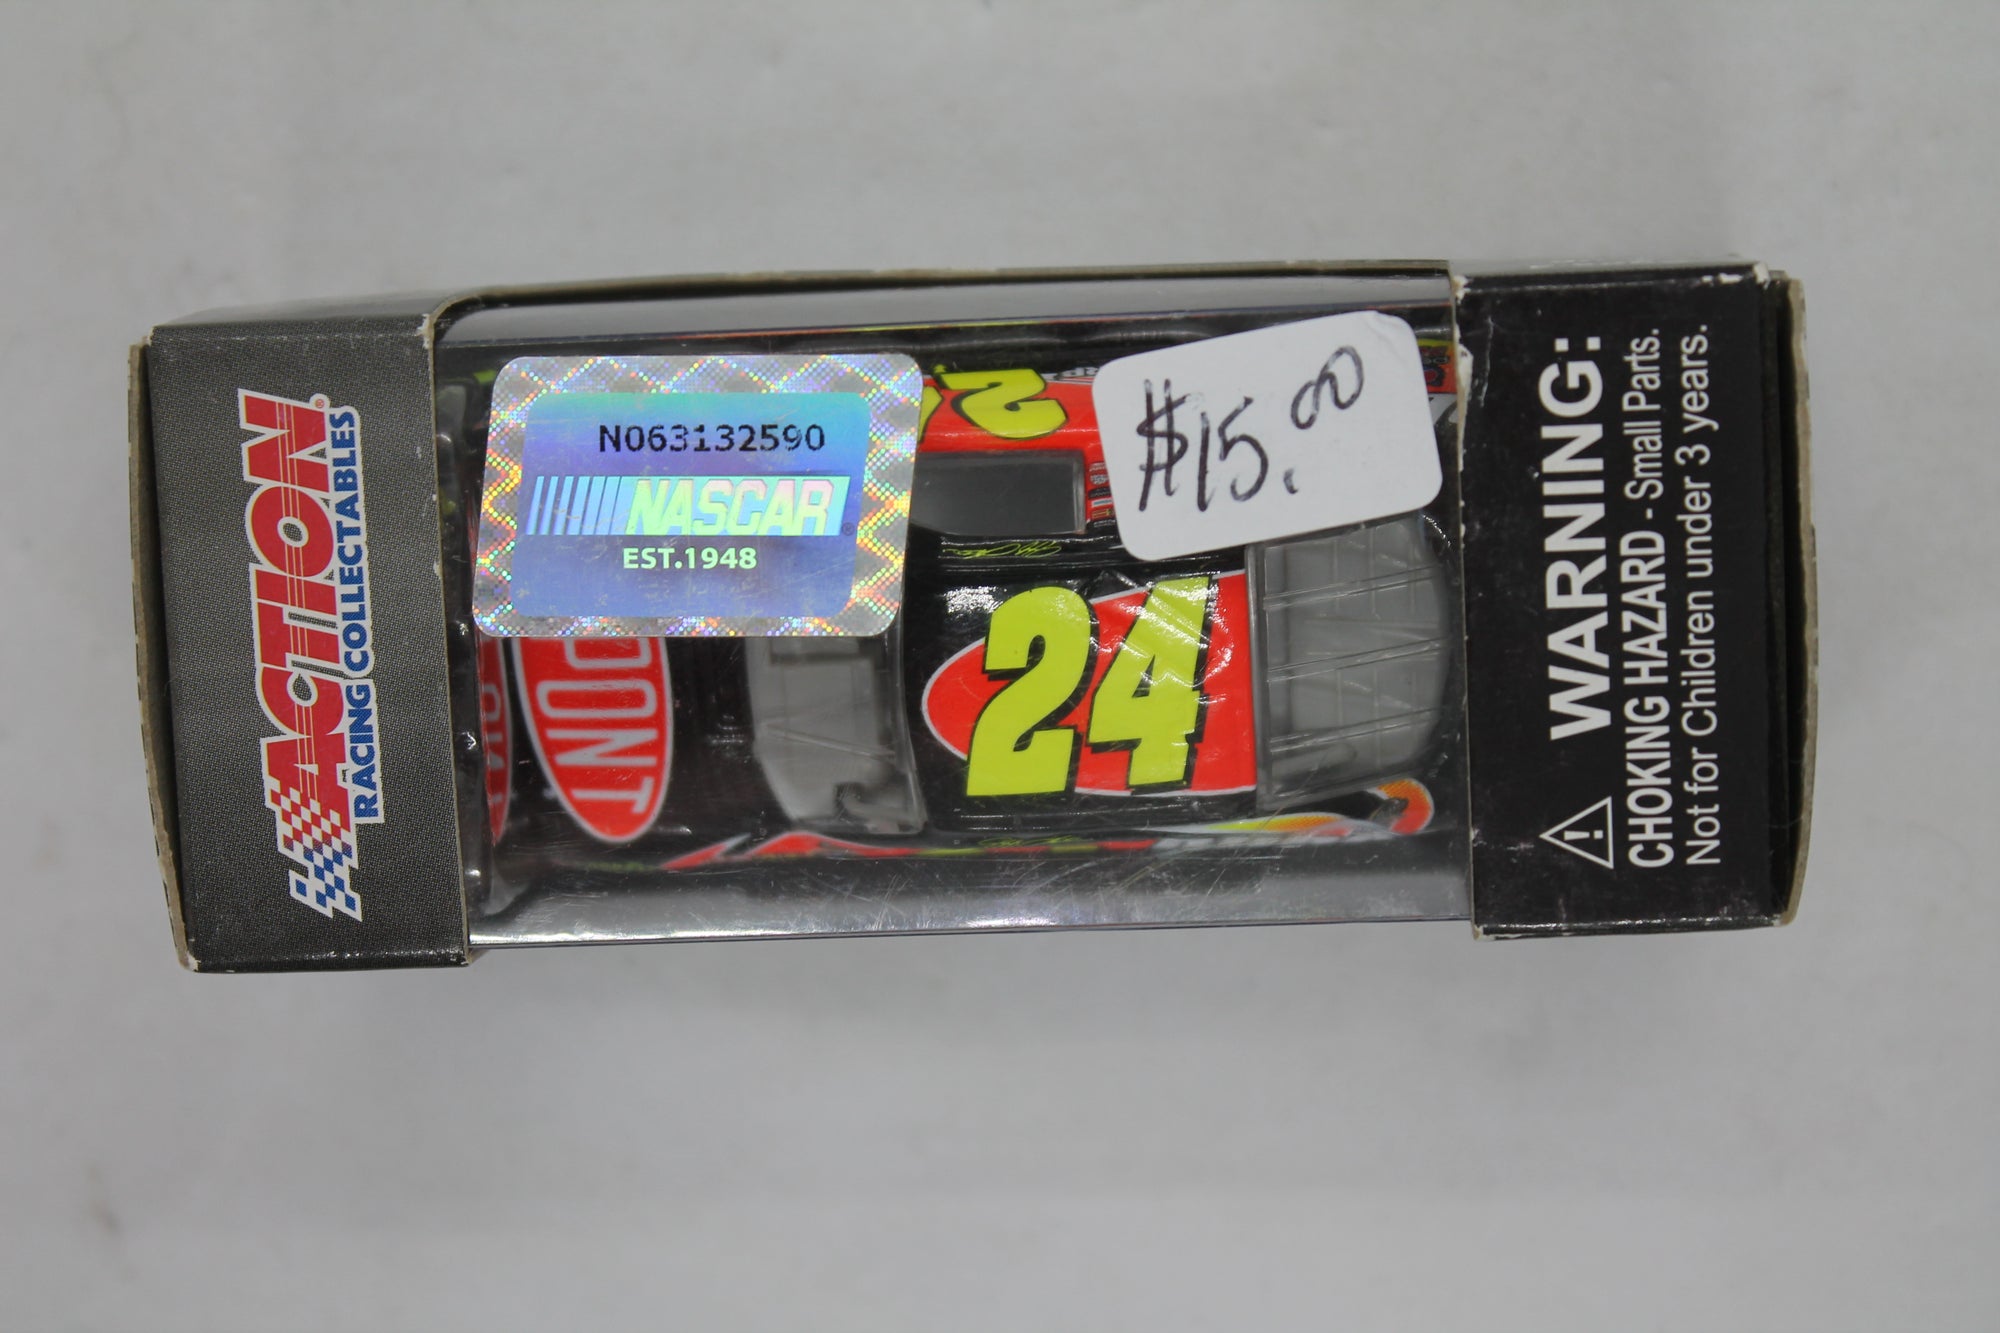 ACTION
RACING COLLECTABLES
N063132590
NASCAR
EST.1948
$15.00
24
PONT
WARNING:
CHOKING HAZARD - Small Parts.
Not for Children under 3 years.